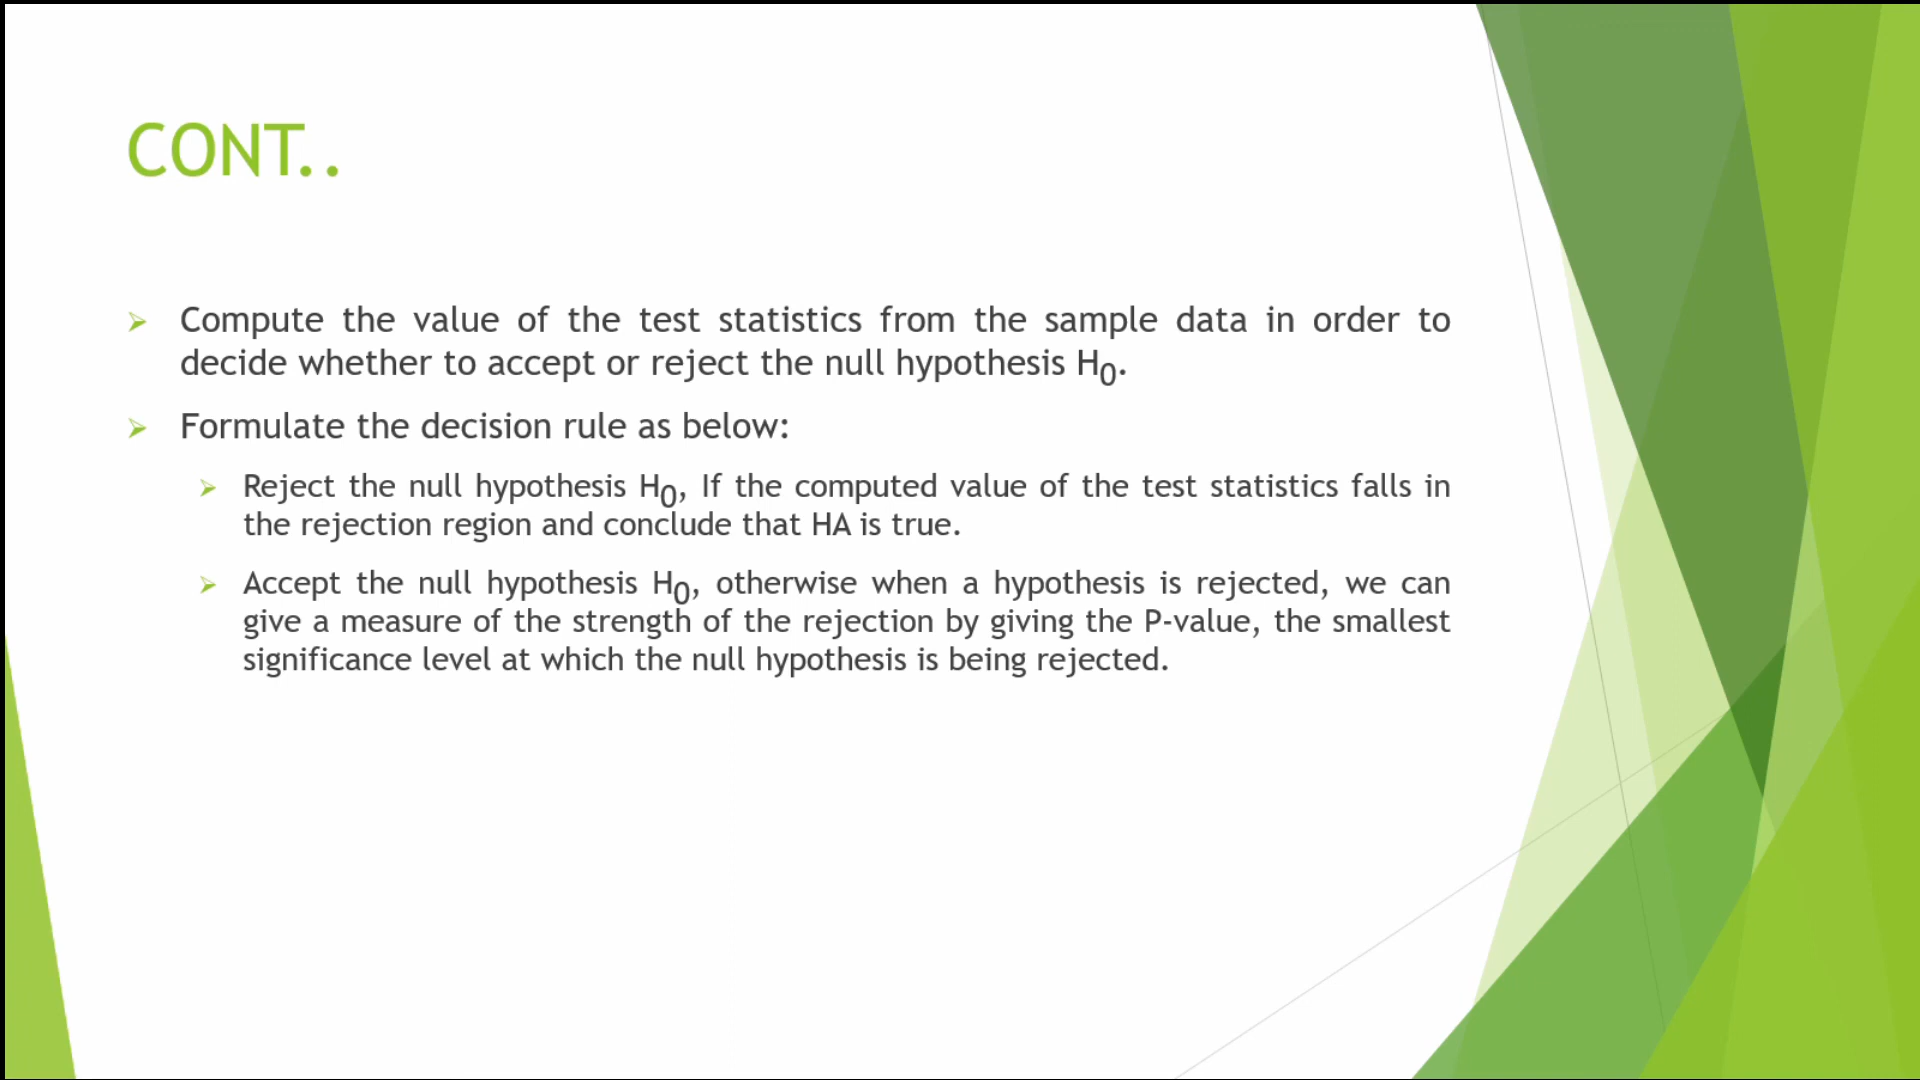 CONT..
Compute the value of the test statistics from the sample data in order to
decide whether to accept or reject the null hypothesis H0.
Formulate the decision rule as below:
Reject the null hypothesis H0, If the computed value of the test statistics falls in
the rejection region and conclude that HA is true.
Accept the null hypothesis H0, otherwise when a hypothesis is rejected, we can
give a measure of the strength of the rejection by giving the P-value, the smallest
significance level at which the null hypothesis is being rejected.